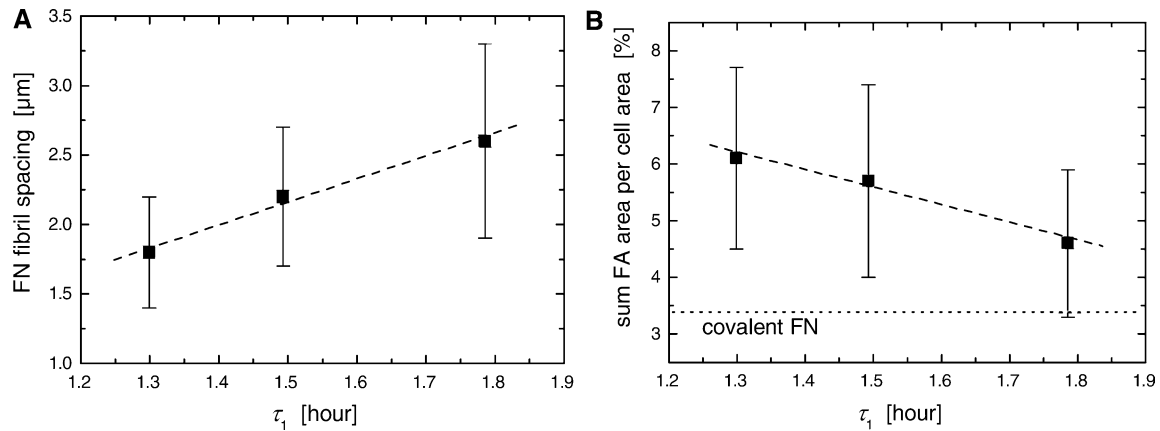 A
3.5
3.0
2.5
2.0
1.5
1.0
FN fibril spacing [µm]
1.2 1.3 1.4 1.5 1.6 1.7 1.8 1.9
τ1 [hour]
B
8
7
6
5
4
3
sum FA area per cell area [%]
covalent FN
1.2 1.3 1.4 1.5 1.6 1.7 1.8 1.9
τ1 [hour]